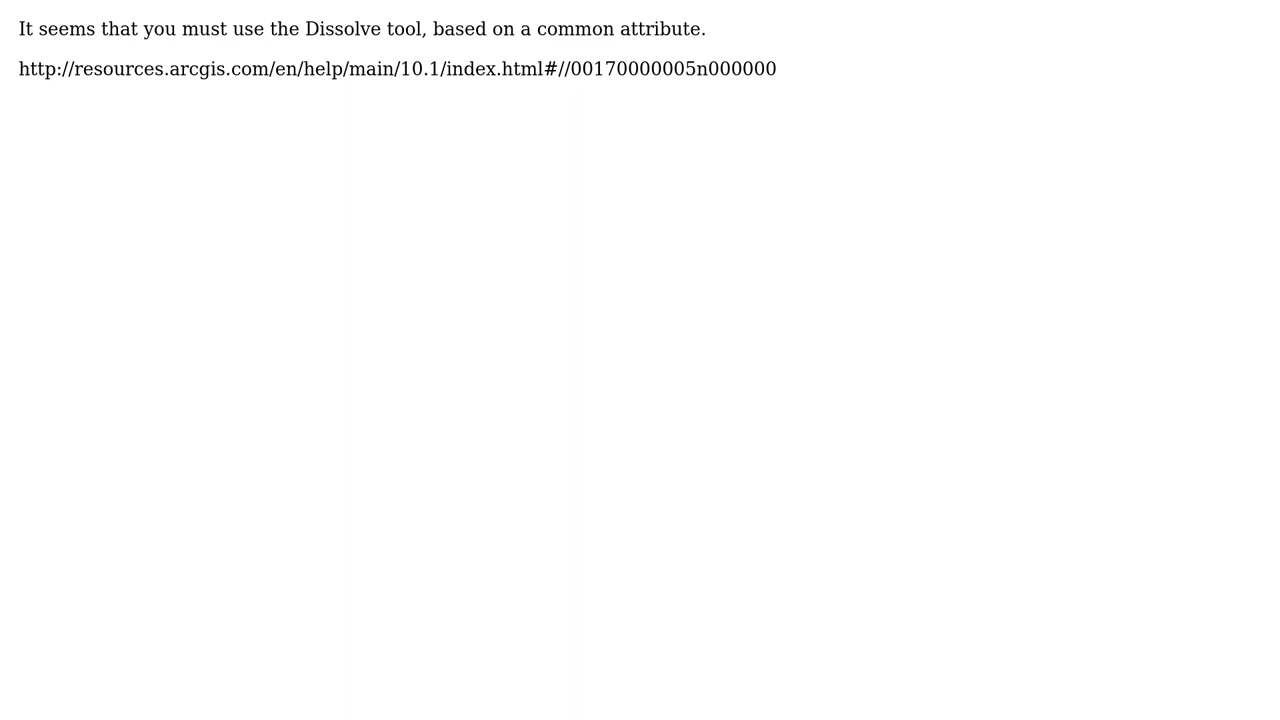 It seems that you must use the Dissolve tool, based on a common attribute.
http://resources.arcgis.com/en/help/main/10.1/index.html#//00170000005n000000